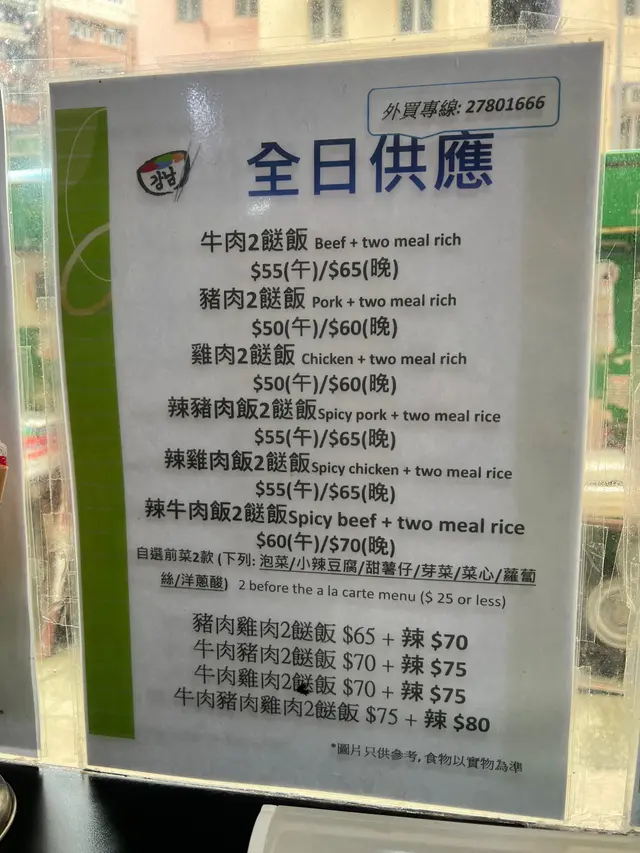 外買專線: 27801666
강남
全日供應
牛肉2餸飯 Beef + two meal rich
$55(午)/$65(晚)
豬肉2餸飯 Pork + two meal rich
$50(午)/$60(晚)
雞肉2餸飯 Chicken + two meal rich
$50(午)/$60(晚)
辣豬肉飯2餸飯Spicy pork + two meal rice
$55(午)/$65(晚)
辣雞肉飯2餸飯Spicy chicken + two meal rice
$55(午)/$65(晚)
辣牛肉飯2餸飯Spicy beef + two meal rice
$60(午)/$70(晚)
自選前菜2款 (下列: 泡菜/小辣豆腐/甜薯仔/芽菜/菜心/蘿蔔
絲/洋蔥酸) 2 before the a la carte menu ($ 25 or less)
豬肉雞肉2餸飯 $65 + 辣 $70
牛肉豬肉2餸飯 $70 + 辣 $75
牛肉雞肉2餸飯 $70 + 辣 $75
牛肉豬肉雞肉2餸飯 $75 + 辣 $80
*圖片只供參考, 食物以實物為準